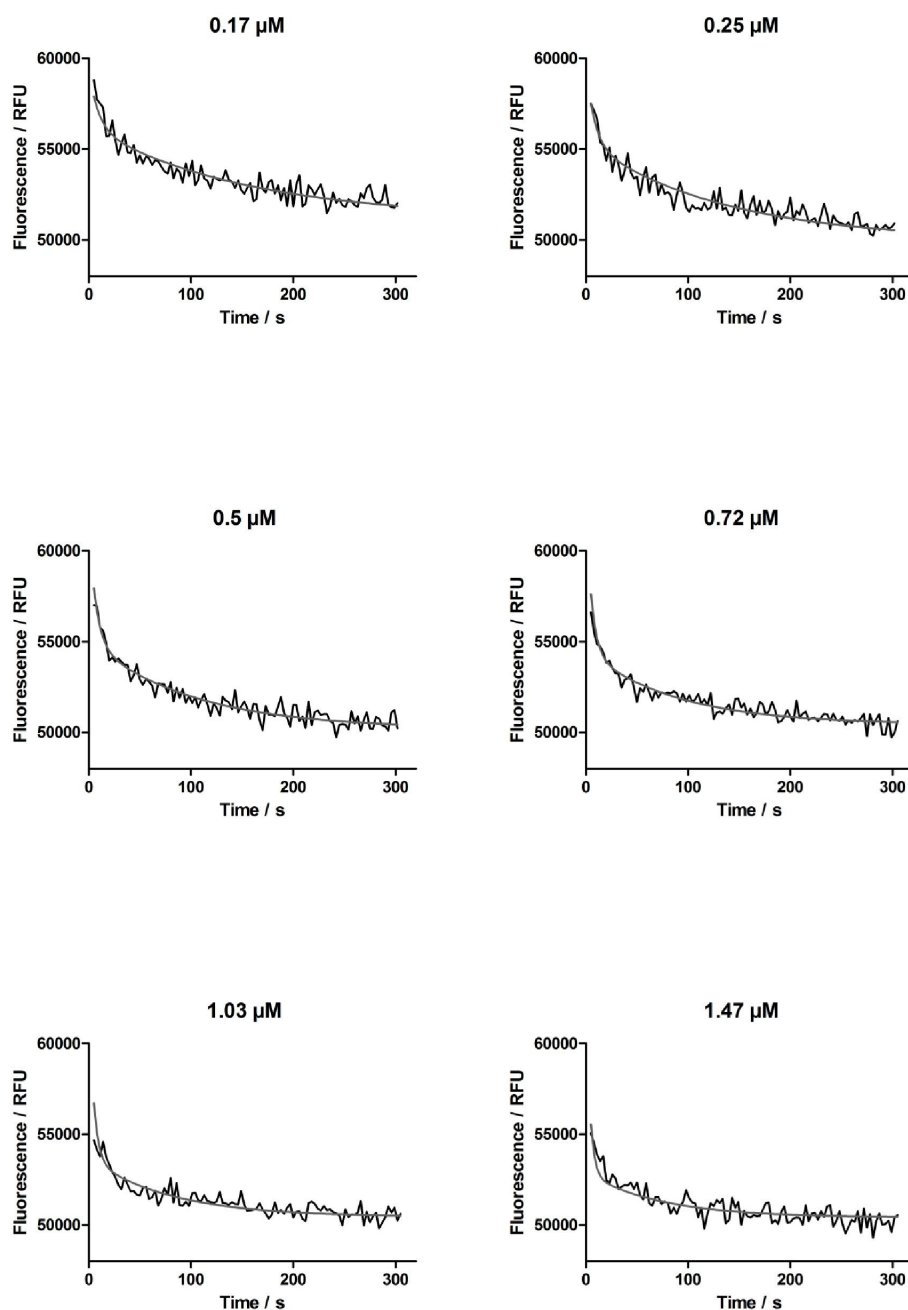 0.17 µM
0.25 µM
60000
55000
50000
Fluorescence / RFU
0 100 200 300
Time / s
60000
55000
50000
Fluorescence / RFU
0 100 200 300
Time / s
0.5 µM
0.72 µM
60000
55000
50000
Fluorescence / RFU
0 100 200 300
Time / s
60000
55000
50000
Fluorescence / RFU
0 100 200 300
Time / s
1.03 µM
1.47 µM
60000
55000
50000
Fluorescence / RFU
0 100 200 300
Time / s
60000
55000
50000
Fluorescence / RFU
0 100 200 300
Time / s